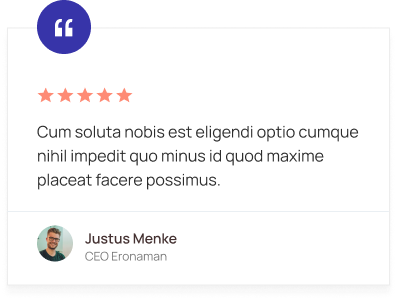 “
Cum soluta nobis est eligendi optio cumque
nihil impedit quo minus id quod maxime
placeat facere possimus.
Justus Menke
CEO Eronaman